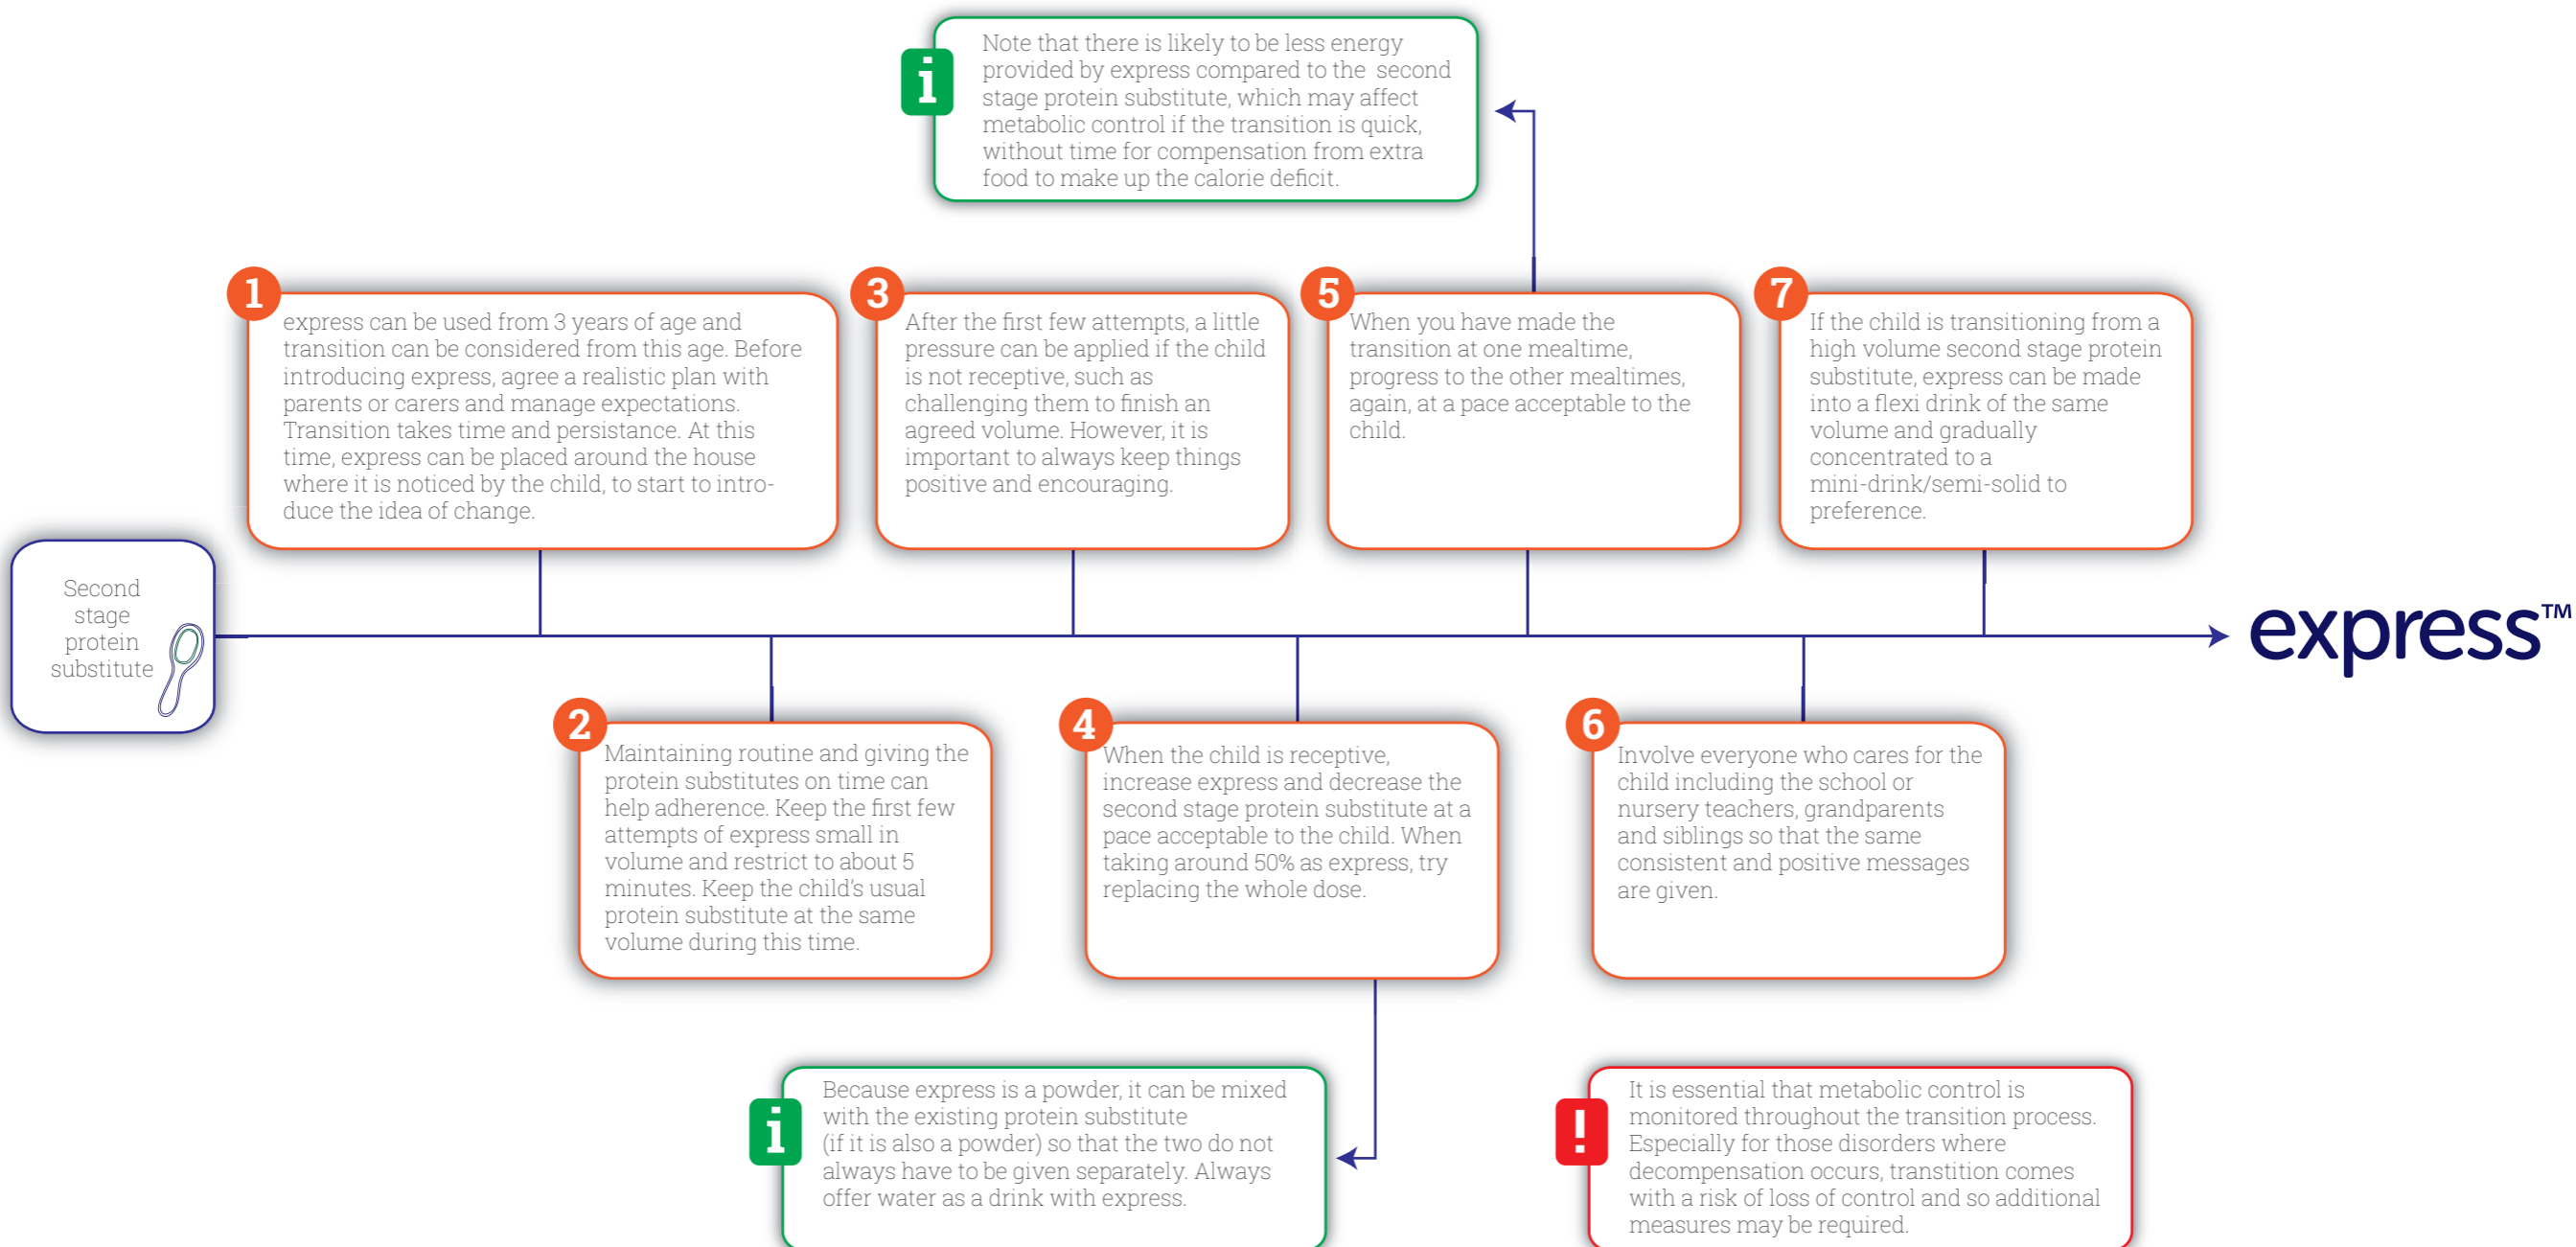 Second
stage
protein
substitute
1
express can be used from 3 years of age and
transition can be considered from this age. Before
introducing express, agree a realistic plan with
parents or carers and manage expectations.
Transition takes time and persistance. At this
time, express can be placed around the house
where it is noticed by the child, to start to intro-
duce the idea of change.
2
Maintaining routine and giving the
protein substitutes on time can
help adherence. Keep the first few
attempts of express small in
volume and restrict to about 5
minutes. Keep the child's usual
protein substitute at the same
volume during this time.
3
After the first few attempts, a little
pressure can be applied if the child
is not receptive, such as
challenging them to finish an
agreed volume. However, it is
important to always keep things
positive and encouraging.
4
When the child is receptive,
increase express and decrease the
second stage protein substitute at a
pace acceptable to the child. When
taking around 50% as express, try
replacing the whole dose.
i
Because express is a powder, it can be mixed
with the existing protein substitute
(if it is also a powder) so that the two do not
always have to be given separately. Always
offer water as a drink with express.
5
When you have made the
transition at one mealtime,
progress to the other mealtimes,
again, at a pace acceptable to the
child.
i
Note that there is likely to be less energy
provided by express compared to the second
stage protein substitute, which may affect
metabolic control if the transition is quick,
without time for compensation from extra
food to make up the calorie deficit.
6
Involve everyone who cares for the
child including the school or
nursery teachers, grandparents
and siblings so that the same
consistent and positive messages
are given.
7
If the child is transitioning from a
high volume second stage protein
substitute, express can be made
into a flexi drink of the same
volume and gradually
concentrated to a
mini-drink/semi-solid to
preference.
!
It is essential that metabolic control is
monitored throughout the transition process.
Especially for those disorders where
decompensation occurs, transtition comes
with a risk of loss of control and so additional
measures may be required.
express™